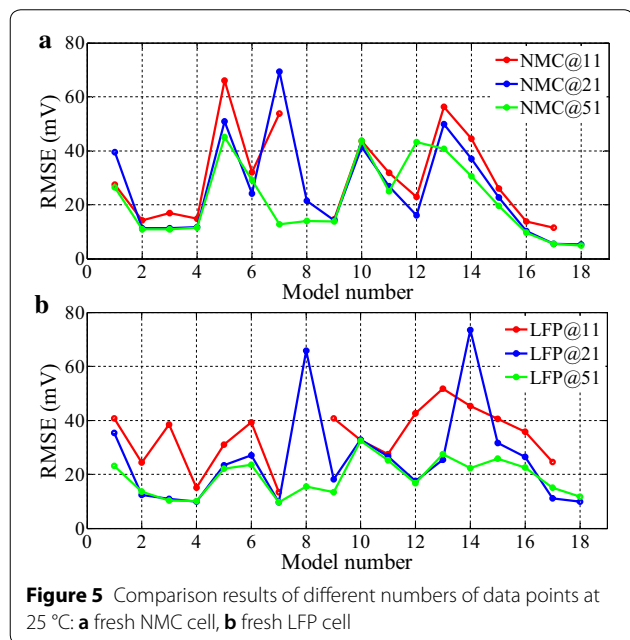 a
80
60
40
20
0
RMSE (mV)
NMC@11
NMC@21
NMC@51
0 2 4 6 8 10 12 14 16 18
Model number
b
80
60
40
20
0
RMSE (mV)
LFP@11
LFP@21
LFP@51
0 2 4 6 8 10 12 14 16 18
Model number
Figure 5 Comparison results of different numbers of data points at
25 °C: a fresh NMC cell, b fresh LFP cell